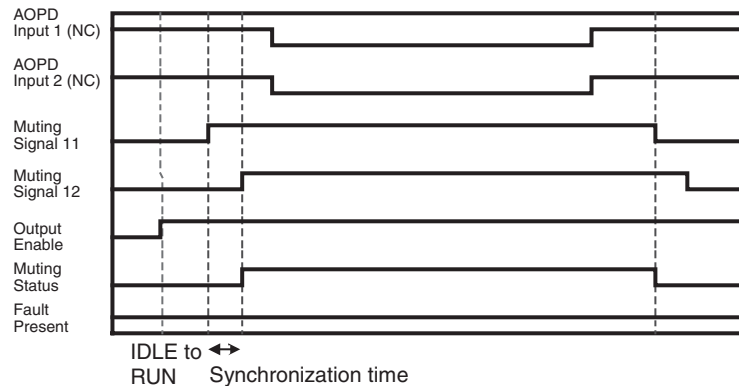 AOPD
Input 1 (NC)
AOPD
Input 2 (NC)
Muting
Signal 11
Muting
Signal 12
Output
Enable
Muting
Status
Fault
Present
IDLE to
RUN
Synchronization time